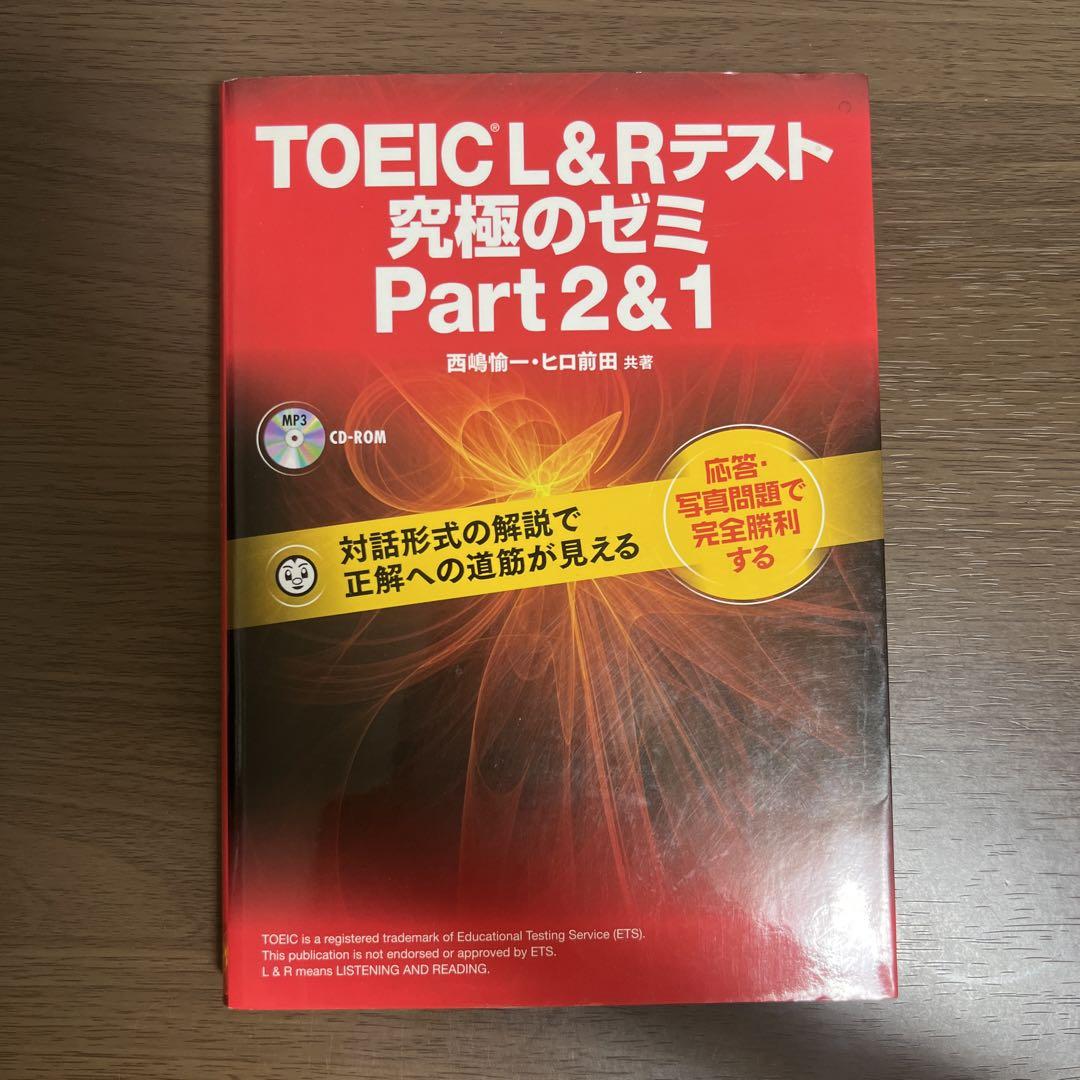 TOEIC® L&Rテスト
究極のゼミ
Part 2&1
西嶋愉一・ヒロ前田 共著
MP3
CD-ROM
応答・
写真問題で
完全勝利
する
対話形式の解説で
正解への道筋が見える
TOEIC is a registered trademark of Educational Testing Service (ETS).
This publication is not endorsed or approved by ETS.
L & R means LISTENING AND READING.